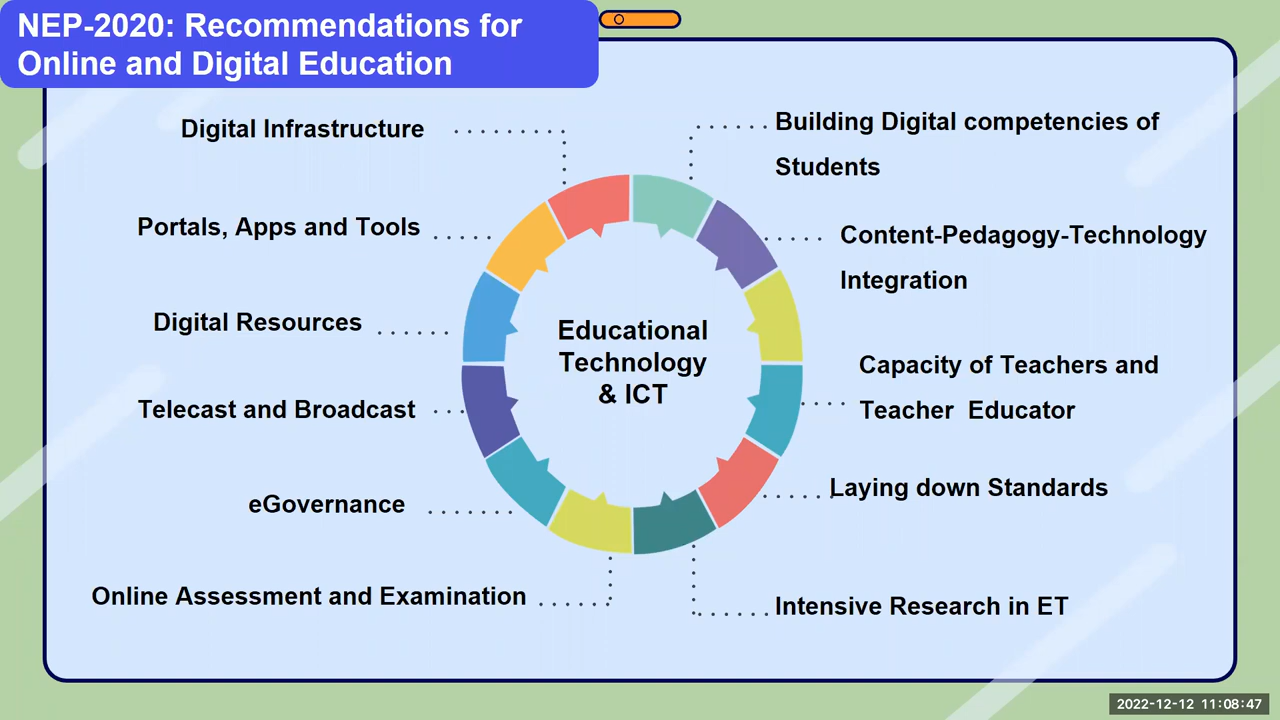 NEP-2020: Recommendations for
Online and Digital Education
Digital Infrastructure
Portals, Apps and Tools
Digital Resources
Telecast and Broadcast
eGovernance
Online Assessment and Examination
Educational
Technology
& ICT
Building Digital competencies of
Students
Content-Pedagogy-Technology
Integration
Capacity of Teachers and
Teacher Educator
Laying down Standards
Intensive Research in ET
2022-12-12 11:08:47